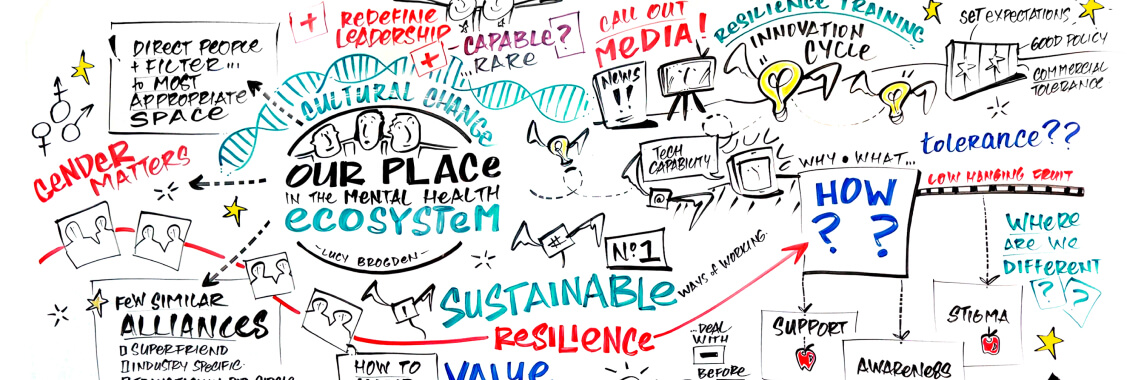 DIRECT PEOPLE
+ FILTER...
to MOST
APPROPRIATE
SPACE
GENDER
MATTERS
REDEFINE
LEADERSHIP
- CAPABLE?
...RARE
CULTURAL CHANGE
OUR PLACE
IN THE MENTAL HEALTH
ECOSYSTEM
- LUCY BROGDEN -
CALL OUT
MEDIA!
NEWS
!!
RESILIENCE TRAINING
INNOVATION
CYCLE
SET EXPECTATIONS
GOOD POLICY
COMMERCIAL
TOLERANCE
TECH
CAPABILITY
@
WHY • WHAT...
HOW
? ?
tolerance??
LOW HANGING FRUIT
WHERE
ARE WE
DIFFERENT
? ?
#
Nº1
SUSTAINABLE
WAYS of WORKING.
RESILIENCE
FEW SIMILAR
ALLIANCES
SUPERFRIEND
INDUSTRY SPECIFIC.
HOW TO
VALUE
...DEAL
WITH
BEFORE
SUPPORT
AWARENESS
STIGMA